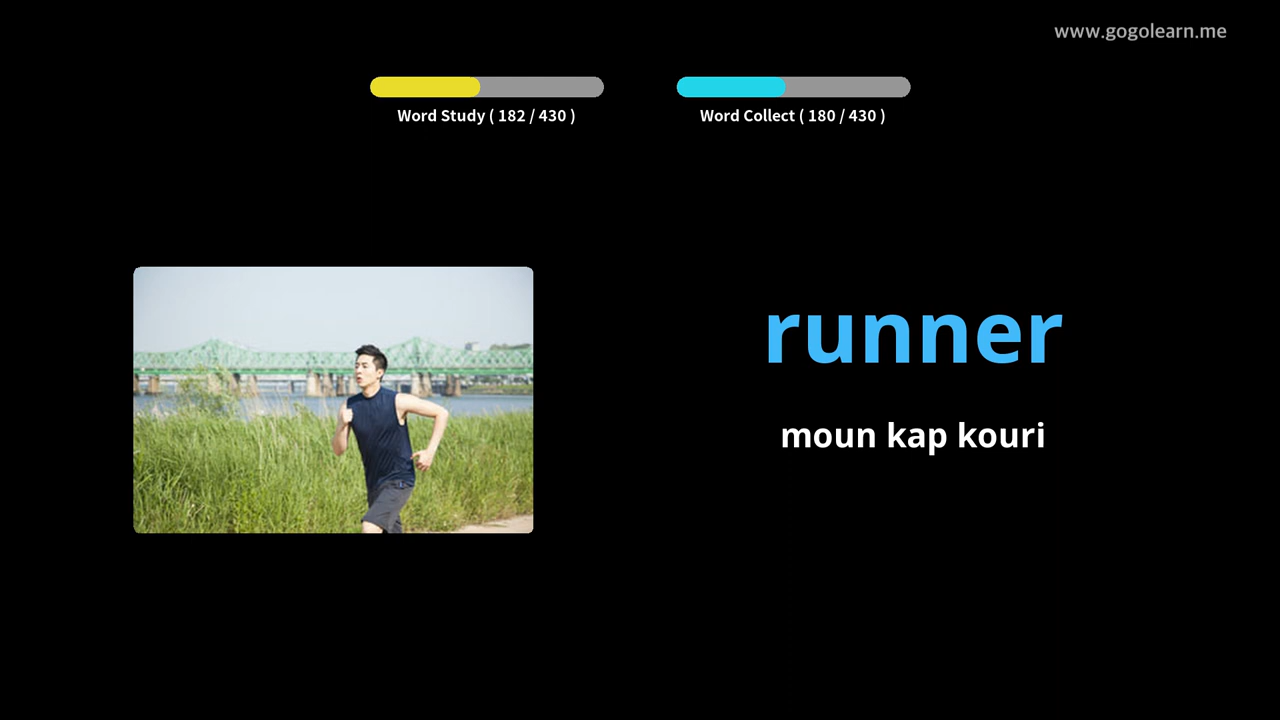 www.gogolearn.me
Word Study ( 182 / 430 )
Word Collect ( 180 / 430 )
runner
moun kap kouri